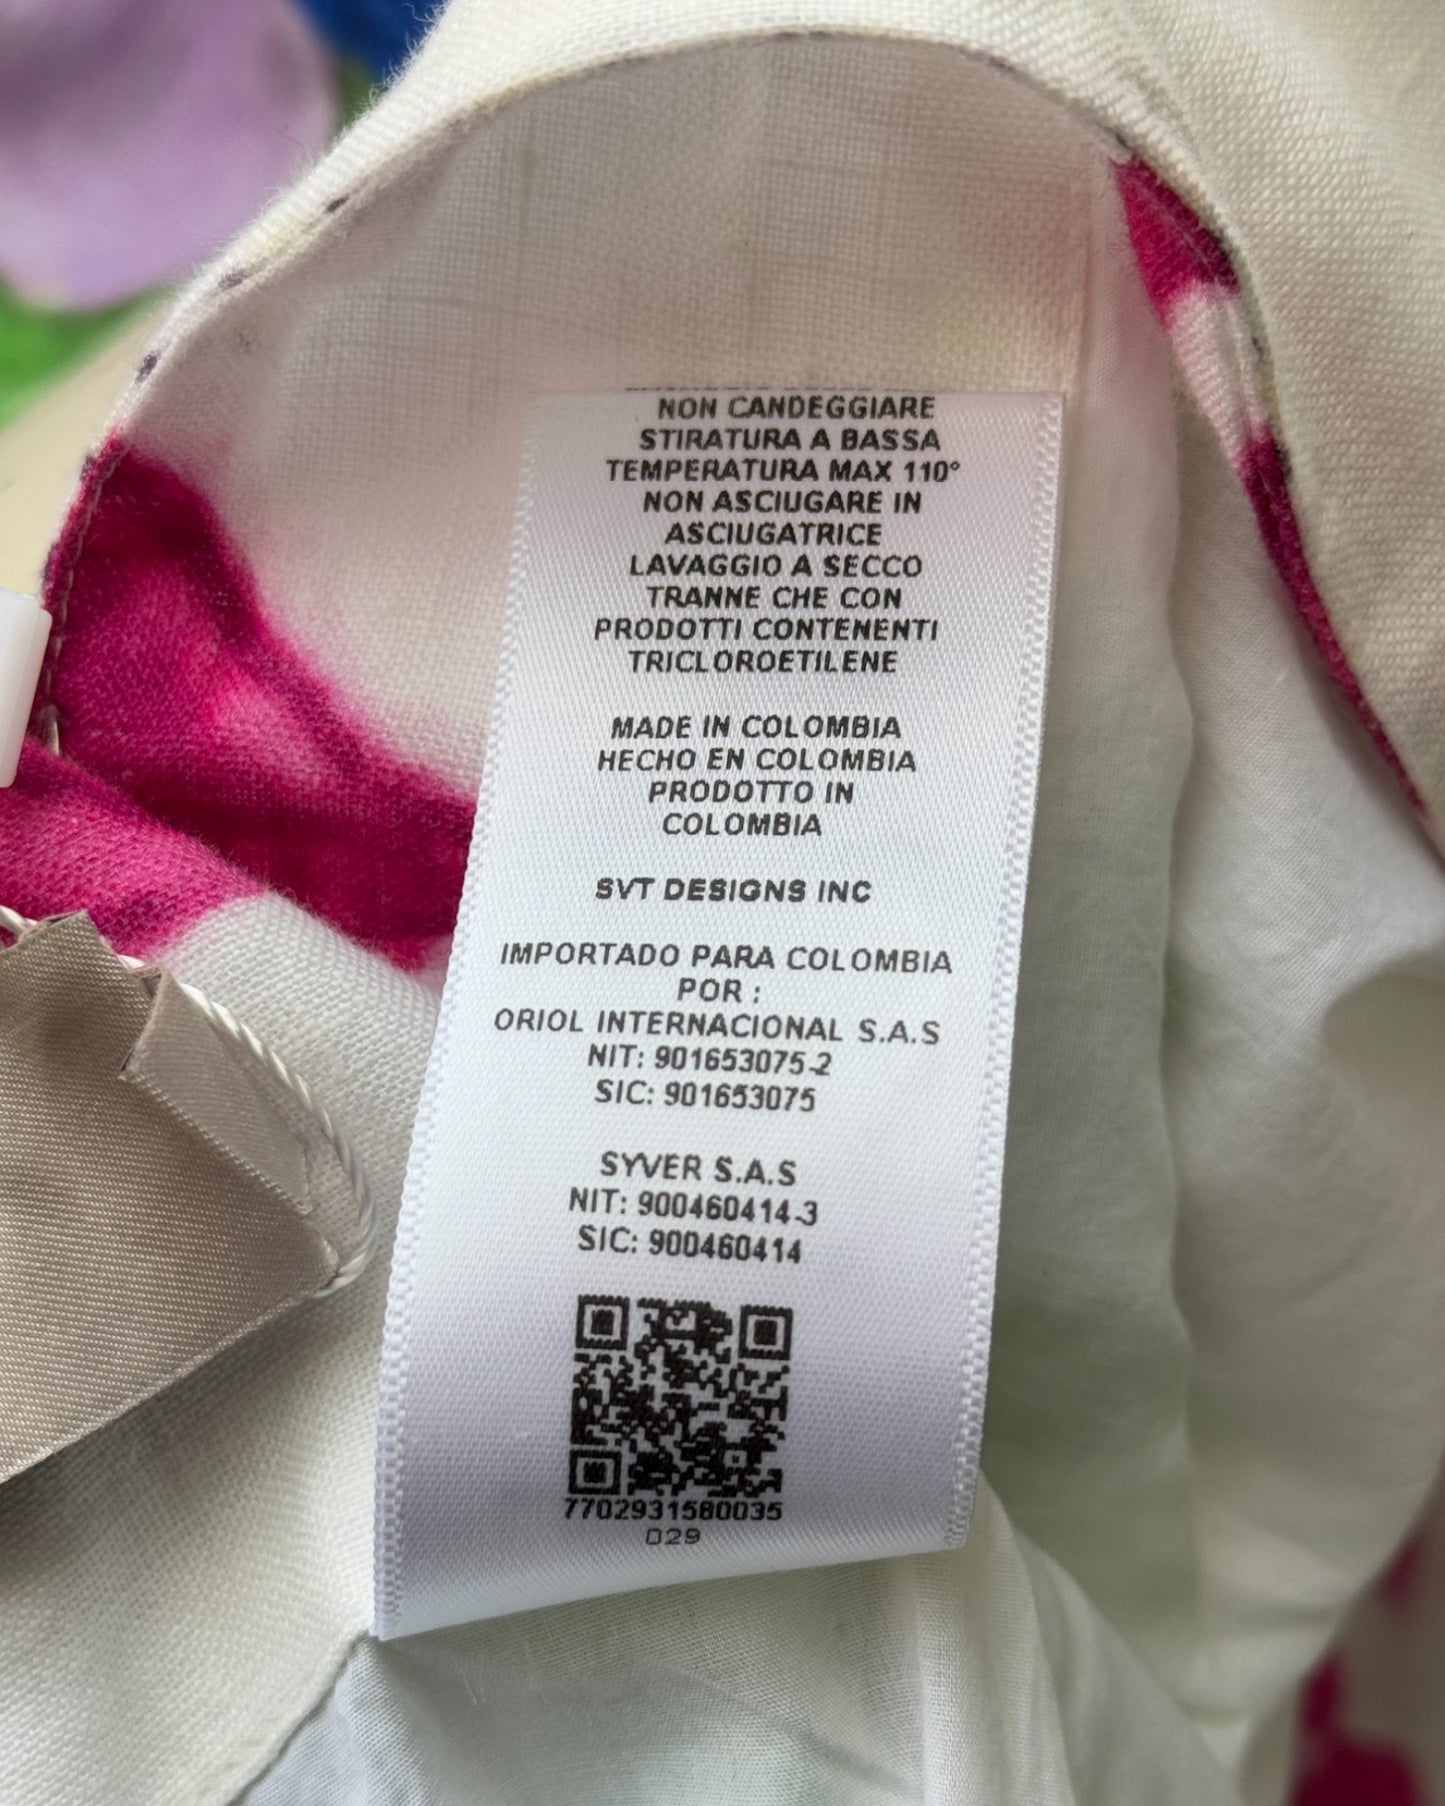 NON CANDEGGIARE
STIRATURA A BASSA
TEMPERATURA MAX 110°
NON ASCIUGARE IN
ASCIUGATRICE
LAVAGGIO A SECCO
TRANNE CHE CON
PRODOTTI CONTENENTI
TRICLOROETILENE
MADE IN COLOMBIA
HECHO EN COLOMBIA
PRODOTTO IN
COLOMBIA
SVT DESIGNS INC
IMPORTADO PARA COLOMBIA
POR :
ORIOL INTERNACIONAL S.A.S
NIT: 901653075-2
SIC: 901653075
SYVER S.A.S
NIT: 900460414-3
SIC: 900460414
7702931580035
029